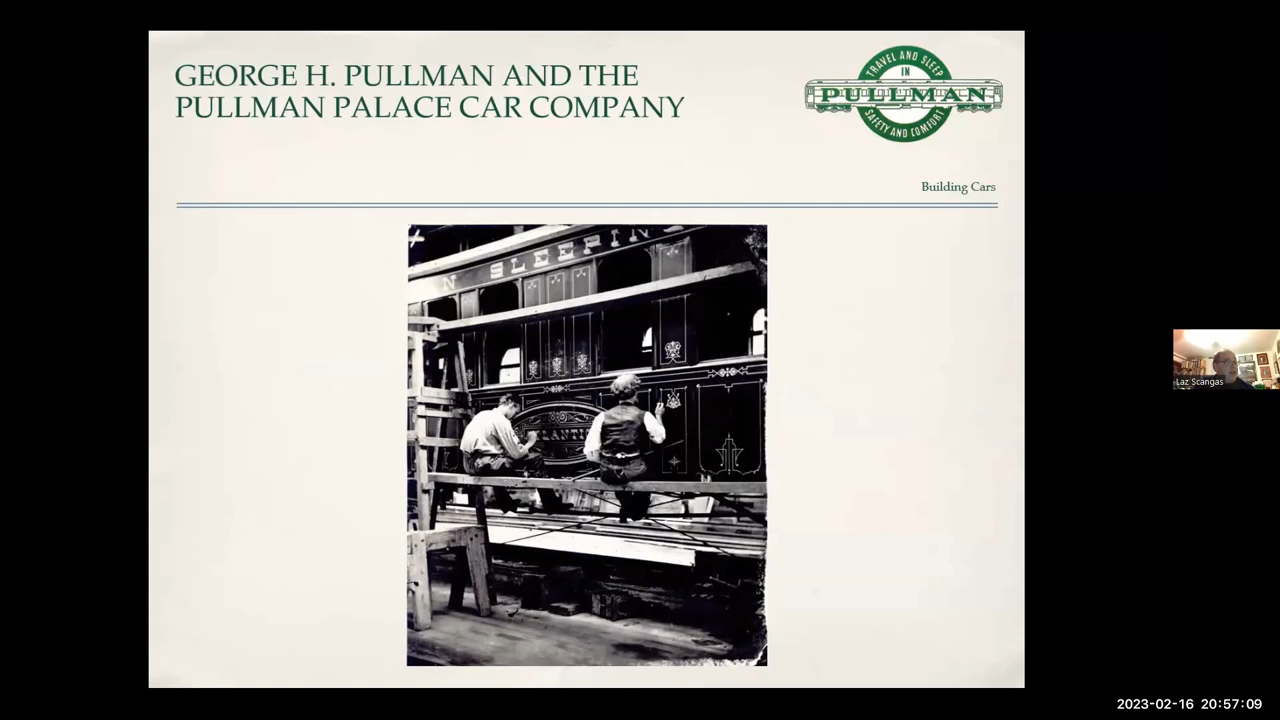 GEORGE H. PULLMAN AND THE
PULLMAN PALACE CAR COMPANY
TRAVEL AND SLEEP
IN
PULLMAN
SAFETY AND COMFORT
Building Cars
N SLEEPIN
Laz Scangas
2023-02-16 20:57:09